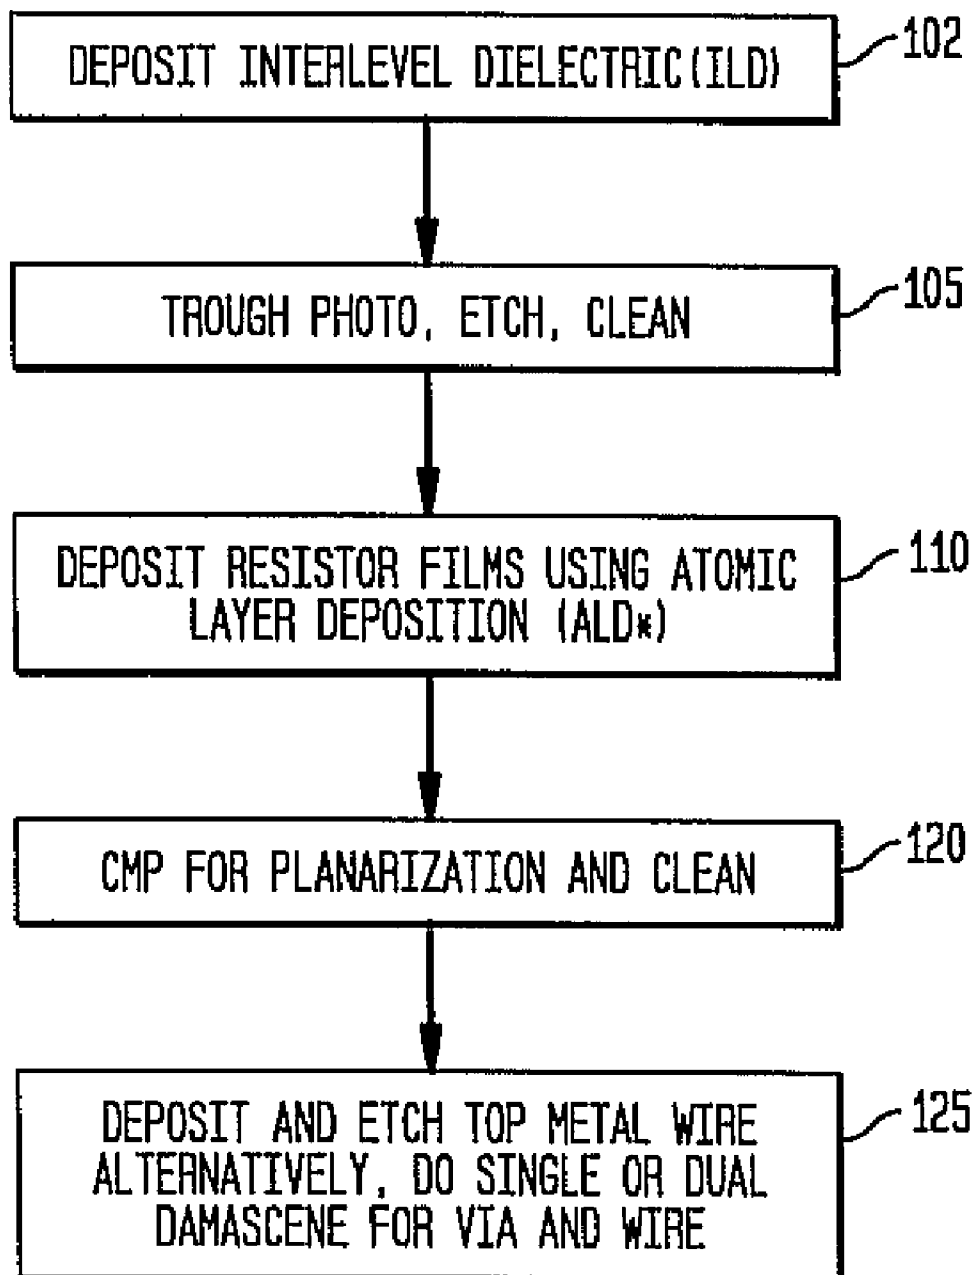 DEPOSIT INTERLEVEL DIELECTRIC(ILD)
102
TROUGH PHOTO, ETCH, CLEAN
105
DEPOSIT RESISTOR FILMS USING ATOMIC
LAYER DEPOSITION (ALD*)
110
CMP FOR PLANARIZATION AND CLEAN
120
DEPOSIT AND ETCH TOP METAL WIRE
ALTERNATIVELY, DO SINGLE OR DUAL
DAMASCENE FOR VIA AND WIRE
125